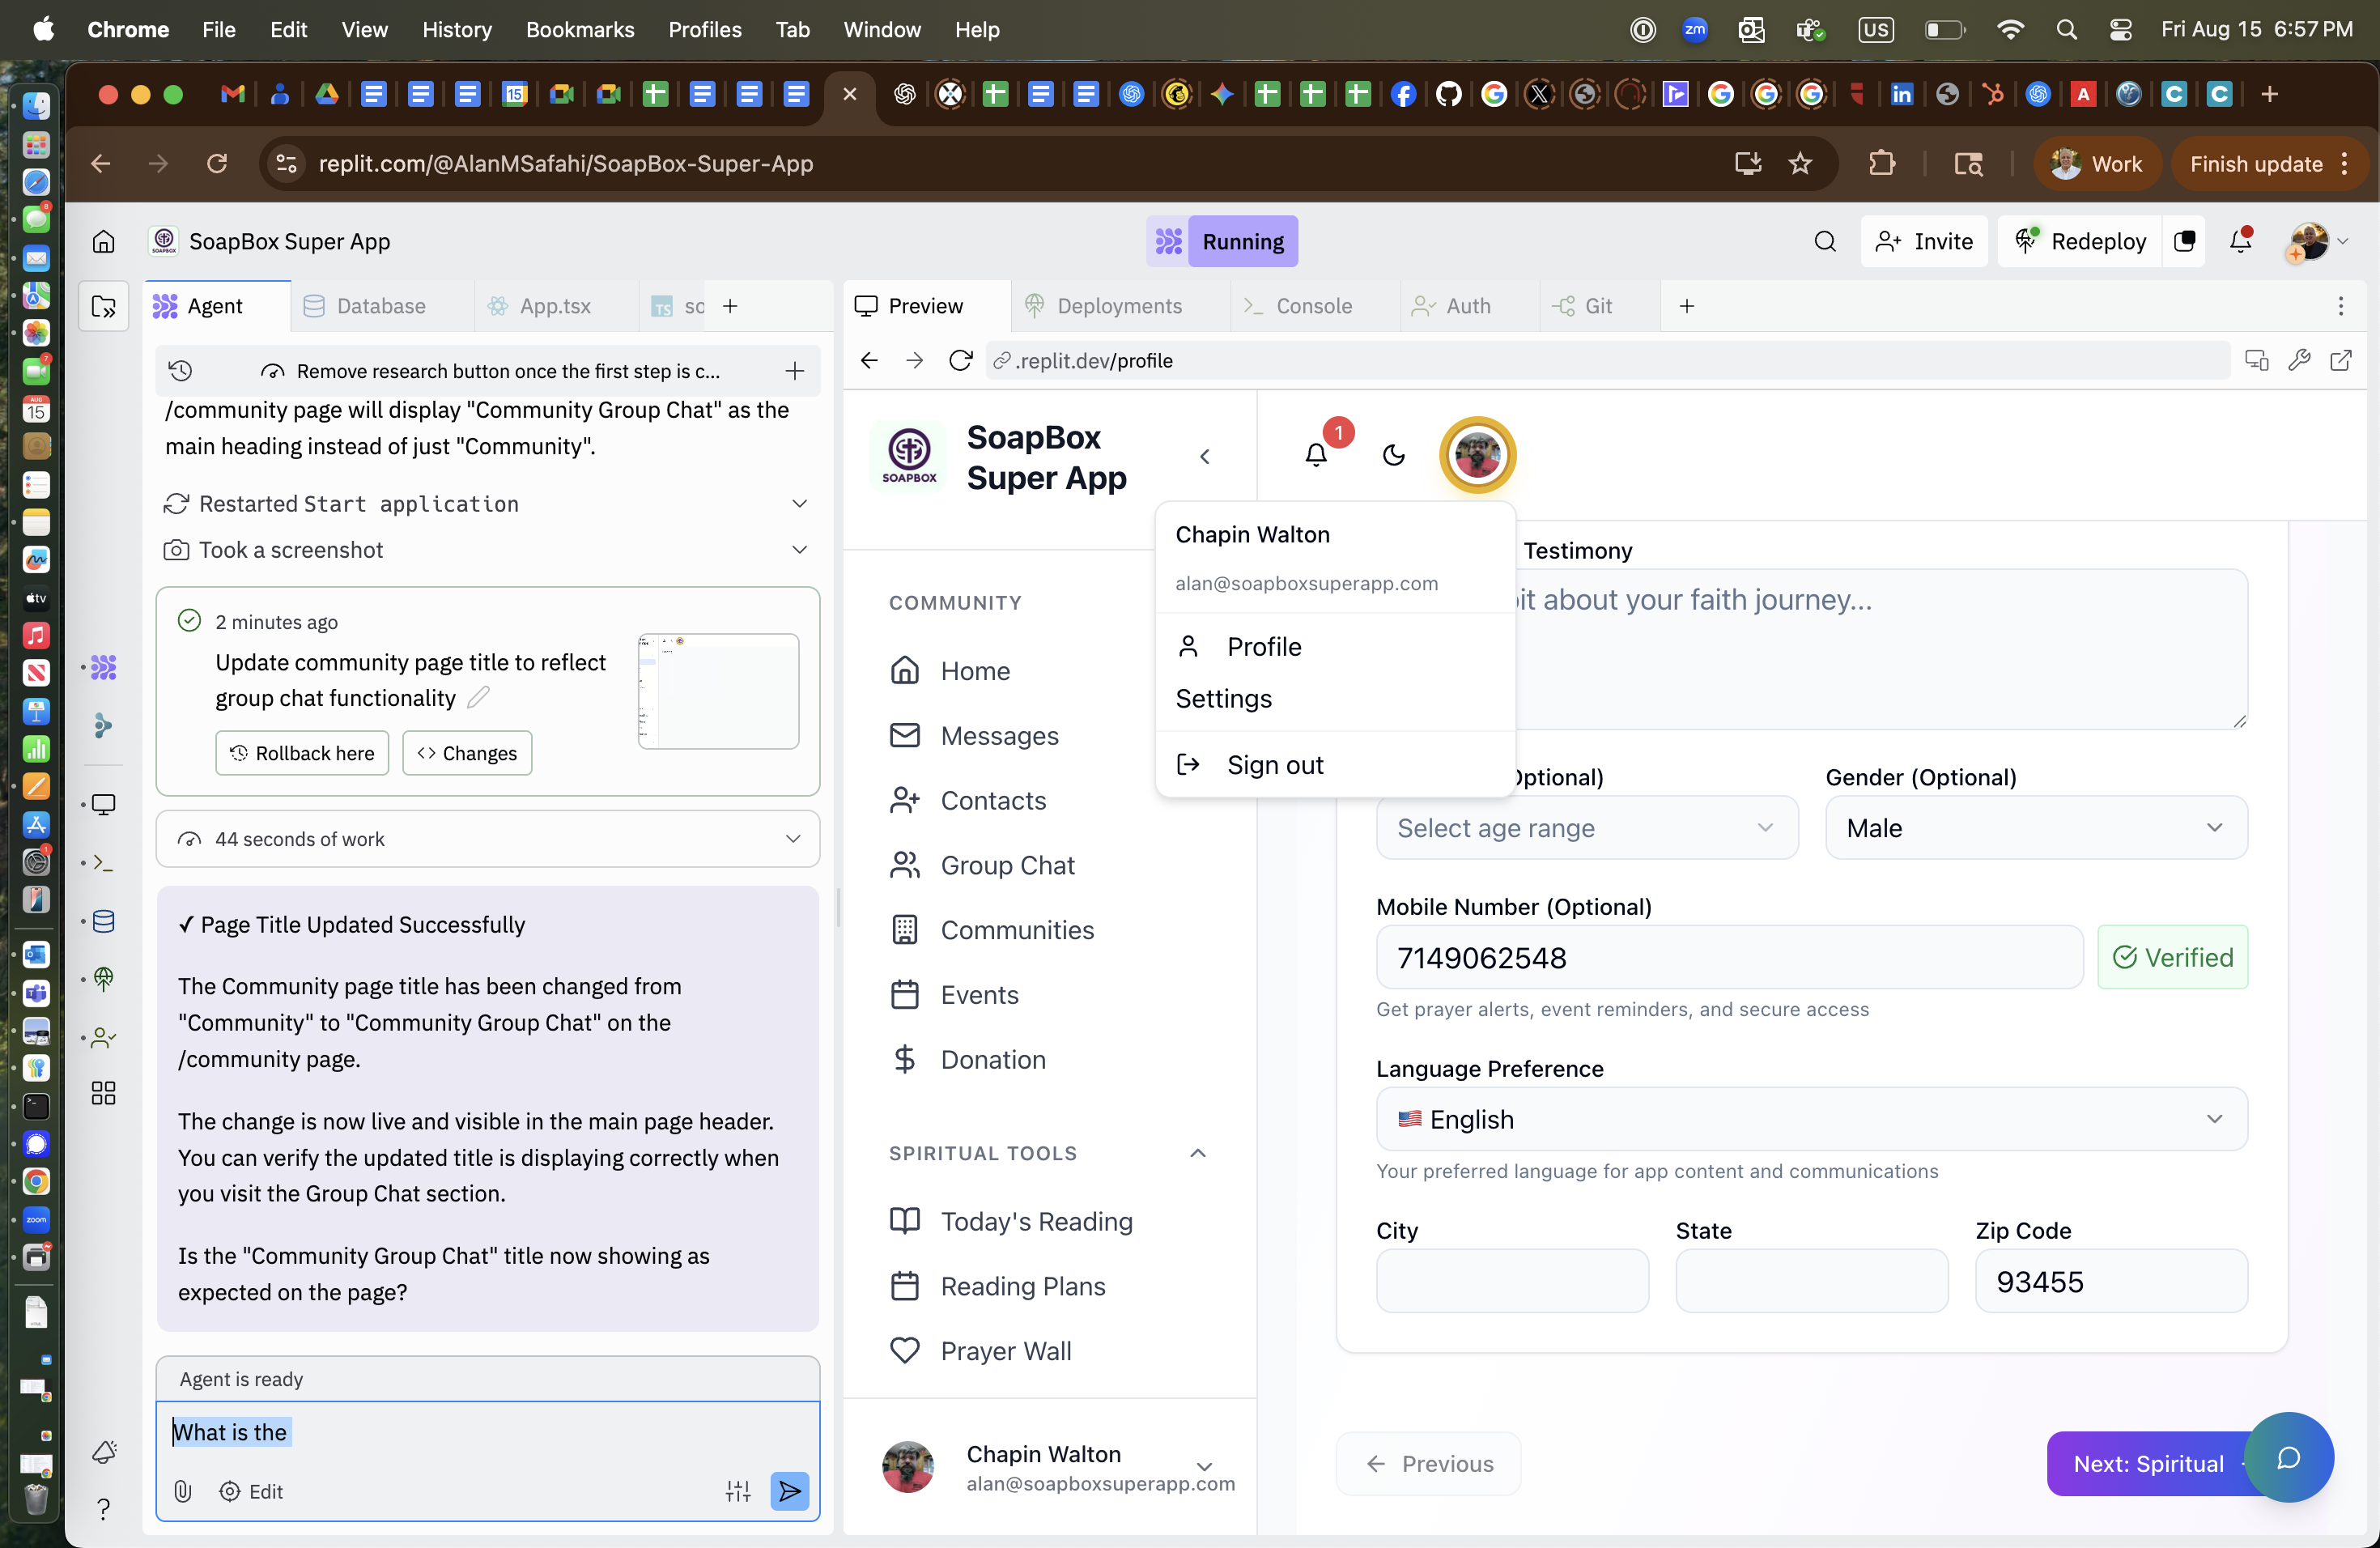 Chrome File Edit View History Bookmarks Profiles Tab Window Help
zm US Fri Aug 15 6:57 PM
15
replit.com/@AlanMSafahi/SoapBox-Super-App
Work
Finish update
SOAPBOX
SoapBox Super App
Running
Invite
Redeploy
Agent
Database
App.tsx
TS so
Preview
Deployments
Console
Auth
Git
Remove research button once the first step is c...
.replit.dev/profile
/community page will display "Community Group Chat" as the
main heading instead of just "Community".
Restarted Start application
Took a screenshot
2 minutes ago
Update community page title to reflect
group chat functionality
Rollback here
Changes
44 seconds of work
✓ Page Title Updated Successfully
The Community page title has been changed from
"Community" to "Community Group Chat" on the
/community page.
The change is now live and visible in the main page header.
You can verify the updated title is displaying correctly when
you visit the Group Chat section.
Is the "Community Group Chat" title now showing as
expected on the page?
Agent is ready
What is the
Edit
SOAPBOX
SoapBox
Super App
1
COMMUNITY
Home
Messages
Contacts
Group Chat
Communities
Events
Donation
SPIRITUAL TOOLS
Today's Reading
Reading Plans
Prayer Wall
Chapin Walton
alan@soapboxsuperapp.com
Chapin Walton
alan@soapboxsuperapp.com
Profile
Settings
Sign out
Testimony
bit about your faith journey...
Optional)
Select age range
Gender (Optional)
Male
Mobile Number (Optional)
7149062548
Verified
Get prayer alerts, event reminders, and secure access
Language Preference
🇺🇸 English
Your preferred language for app content and communications
City
State
Zip Code
93455
Previous
Next: Spiritual
AUG
15
tv
zoom